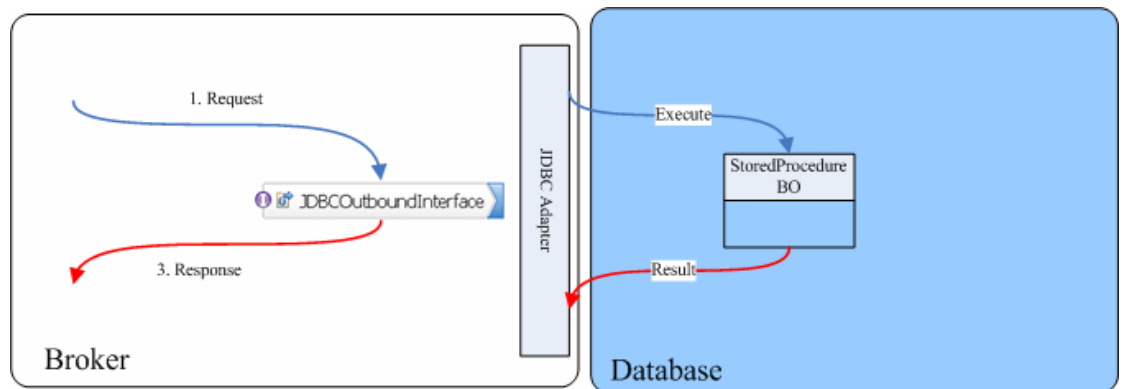 1. Request
Execute
JDBC Adapter
StoredProcedure
BO
JDBCOutboundInterface
3. Response
Result
Broker
Database